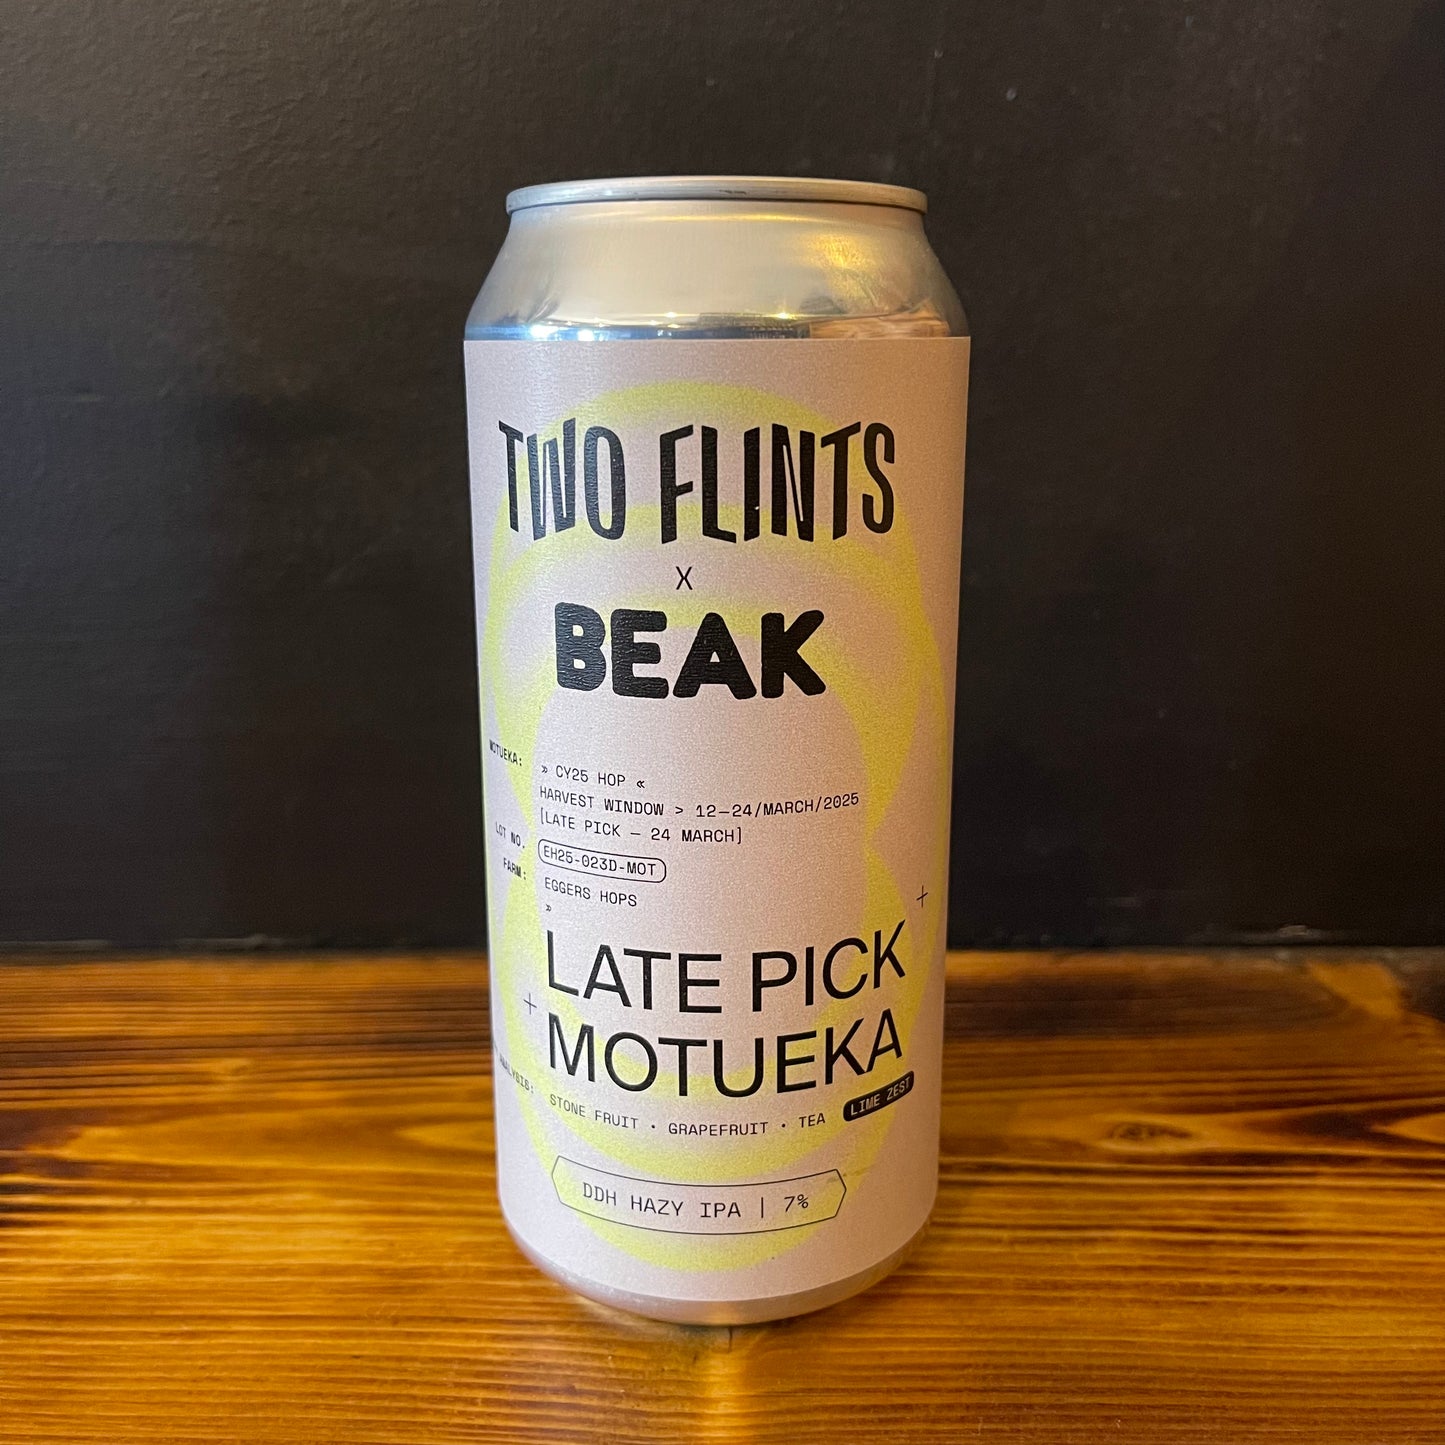 TWO FLINTS
X
BEAK
MOTUEKA:
» CY25 HOP «
HARVEST WINDOW > 12—24/MARCH/2025
[LATE PICK — 24 MARCH]
LOT NO.
EH25-023D-MOT
FARM:
EGGERS HOPS
»
LATE PICK
MOTUEKA
ANALYSIS:
STONE FRUIT • GRAPEFRUIT • TEA LIME ZEST
DDH HAZY IPA | 7%